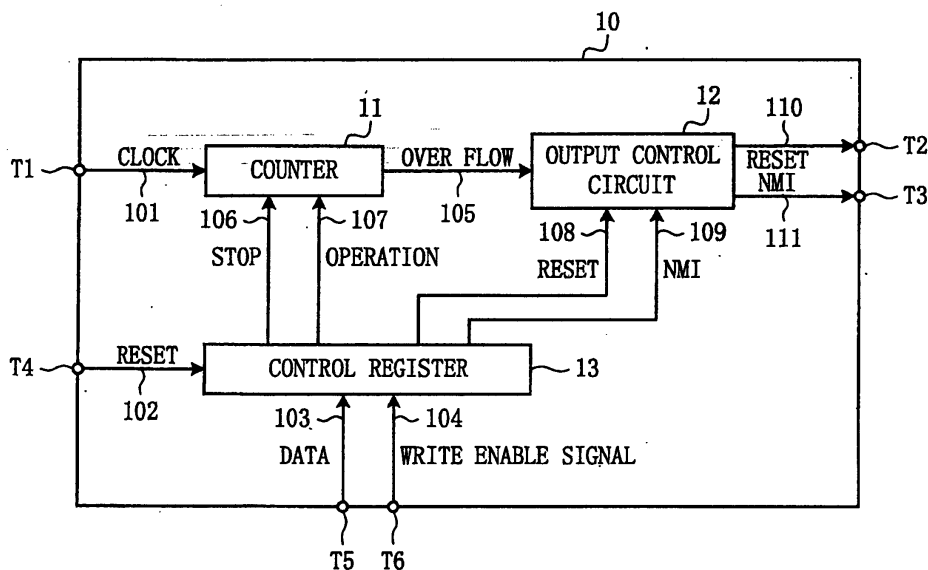 10
11
12
110
T1
CLOCK
COUNTER
OVER FLOW
OUTPUT CONTROL
CIRCUIT
RESET
T2
NMI
T3
101
106
107
105
108
109
111
STOP
OPERATION
RESET
NMI
T4
RESET
CONTROL REGISTER
13
102
103
104
DATA
WRITE ENABLE SIGNAL
T5
T6